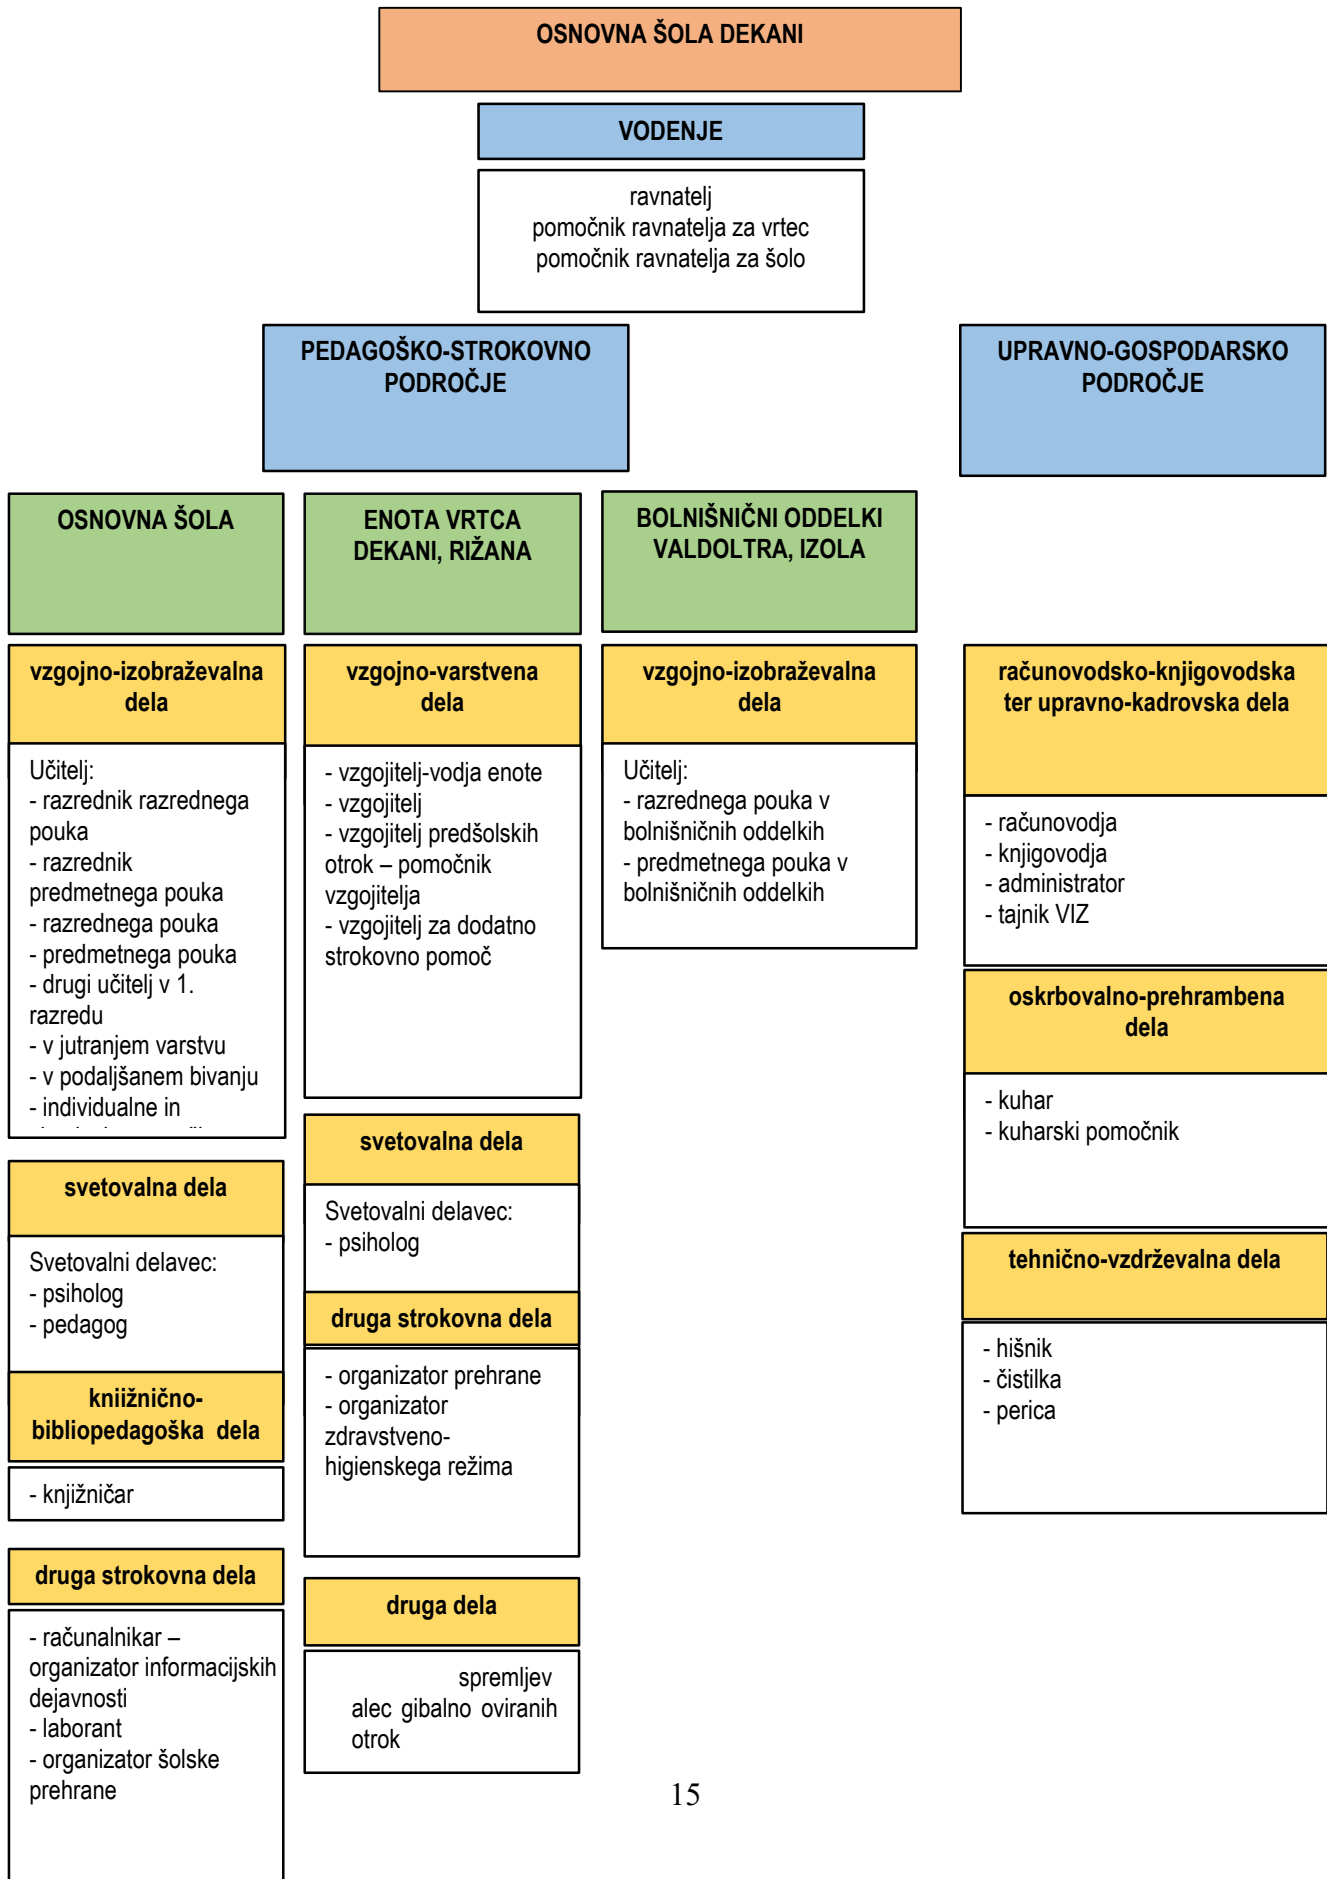 OSNOVNA ŠOLA DEKANI
VODENJE
ravnatelj
pomočnik ravnatelja za vrtec
pomočnik ravnatelja za šolo
PEDAGOŠKO-STROKOVNO
PODROČJE
UPRAVNO-GOSPODARSKO
PODROČJE
OSNOVNA ŠOLA
vzgojno-izobraževalna
dela
Učitelj:
- razrednik razrednega
pouka
- razrednik
predmetnega pouka
- razrednega pouka
- predmetnega pouka
- drugi učitelj v 1.
razredu
- v jutranjem varstvu
- v podaljšanem bivanju
- individualne in
svetovalna dela
Svetovalni delavec:
- psiholog
- pedagog
knjižnično-
bibliopedagoška dela
- knjižničar
druga strokovna dela
- računalnikar –
organizator informacijskih
dejavnosti
- laborant
- organizator šolske
prehrane
ENOTA VRTCA
DEKANI, RIŽANA
vzgojno-varstvena
dela
- vzgojitelj-vodja enote
- vzgojitelj
- vzgojitelj predšolskih
otrok – pomočnik
vzgojitelja
- vzgojitelj za dodatno
strokovno pomoč
svetovalna dela
Svetovalni delavec:
- psiholog
druga strokovna dela
- organizator prehrane
- organizator
zdravstveno-
higienskega režima
druga dela
spremljev
alec gibalno oviranih
otrok
BOLNIŠNIČNI ODDELKI
VALDOLTRA, IZOLA
vzgojno-izobraževalna
dela
Učitelj:
- razrednega pouka v
bolnišničnih oddelkih
- predmetnega pouka v
bolnišničnih oddelkih
računovodsko-knjigovodska
ter upravno-kadrovska dela
- računovodja
- knjigovodja
- administrator
- tajnik VIZ
oskrbovalno-prehrambena
dela
- kuhar
- kuharski pomočnik
tehnično-vzdrževalna dela
- hišnik
- čistilka
- perica
15